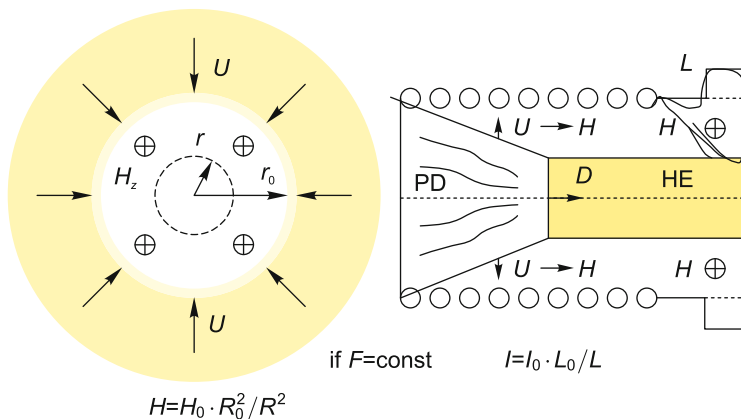 U
r
H_z
r_0
U
L
U → H
H
PD
D
HE
U → H
H
if F=const
I=I_0·L_0/L
H=H_0·R_0^2/R^2